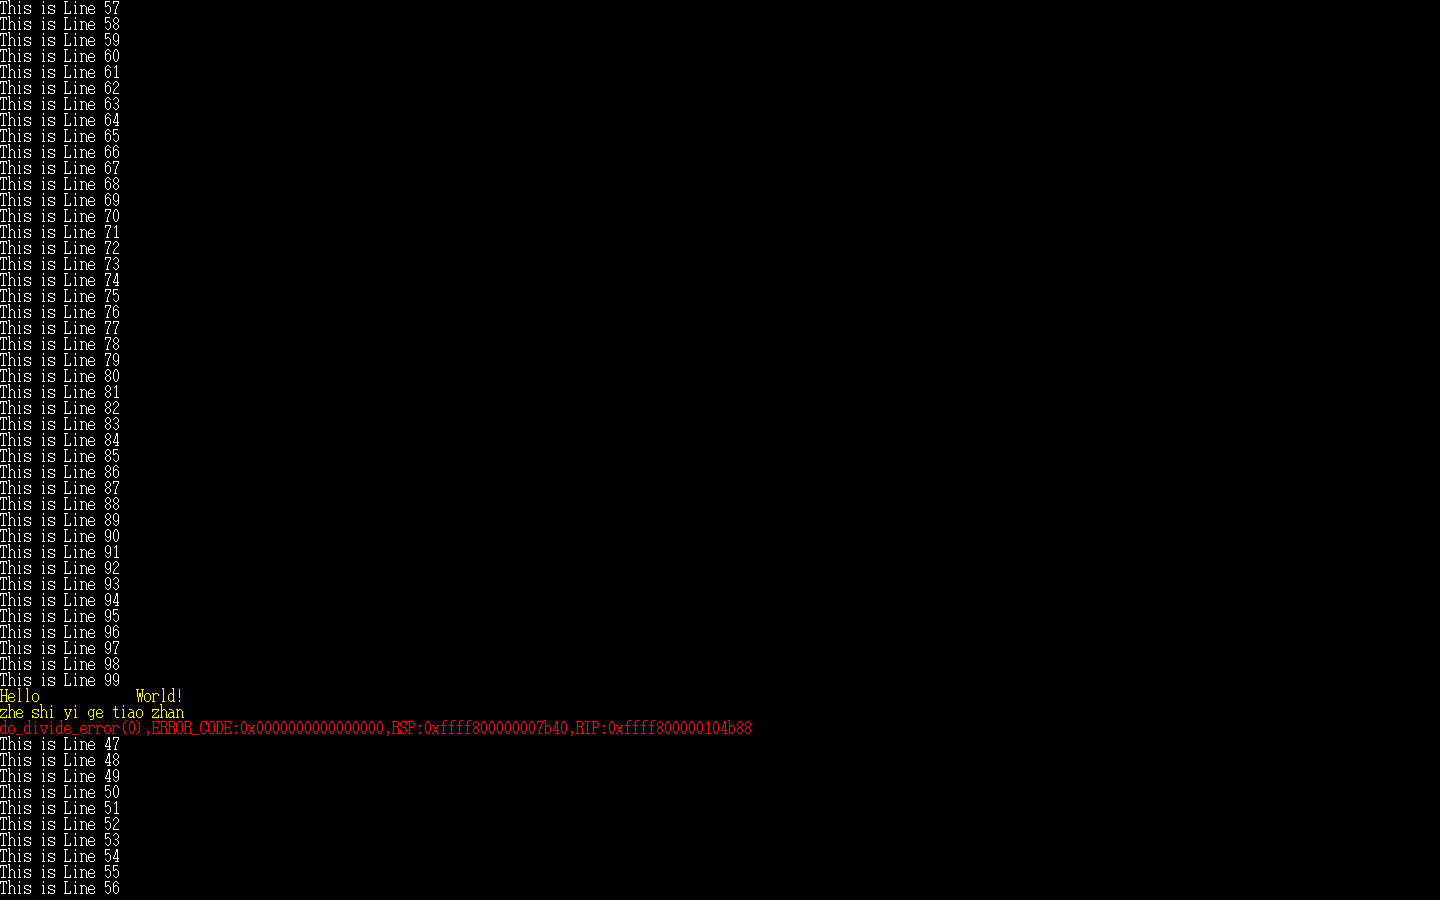 This is Line 57
This is Line 58
This is Line 59
This is Line 60
This is Line 61
This is Line 62
This is Line 63
This is Line 64
This is Line 65
This is Line 66
This is Line 67
This is Line 68
This is Line 69
This is Line 70
This is Line 71
This is Line 72
This is Line 73
This is Line 74
This is Line 75
This is Line 76
This is Line 77
This is Line 78
This is Line 79
This is Line 80
This is Line 81
This is Line 82
This is Line 83
This is Line 84
This is Line 85
This is Line 86
This is Line 87
This is Line 88
This is Line 89
This is Line 90
This is Line 91
This is Line 92
This is Line 93
This is Line 94
This is Line 95
This is Line 96
This is Line 97
This is Line 98
This is Line 99
Hello            World!
zhe shi yi ge tiao zhan
do_divide_error(0),ERROR_CODE:0x0000000000000000,RSP:0xffff800000007b40,RIP:0xffff800000104b88
This is Line 47
This is Line 48
This is Line 49
This is Line 50
This is Line 51
This is Line 52
This is Line 53
This is Line 54
This is Line 55
This is Line 56